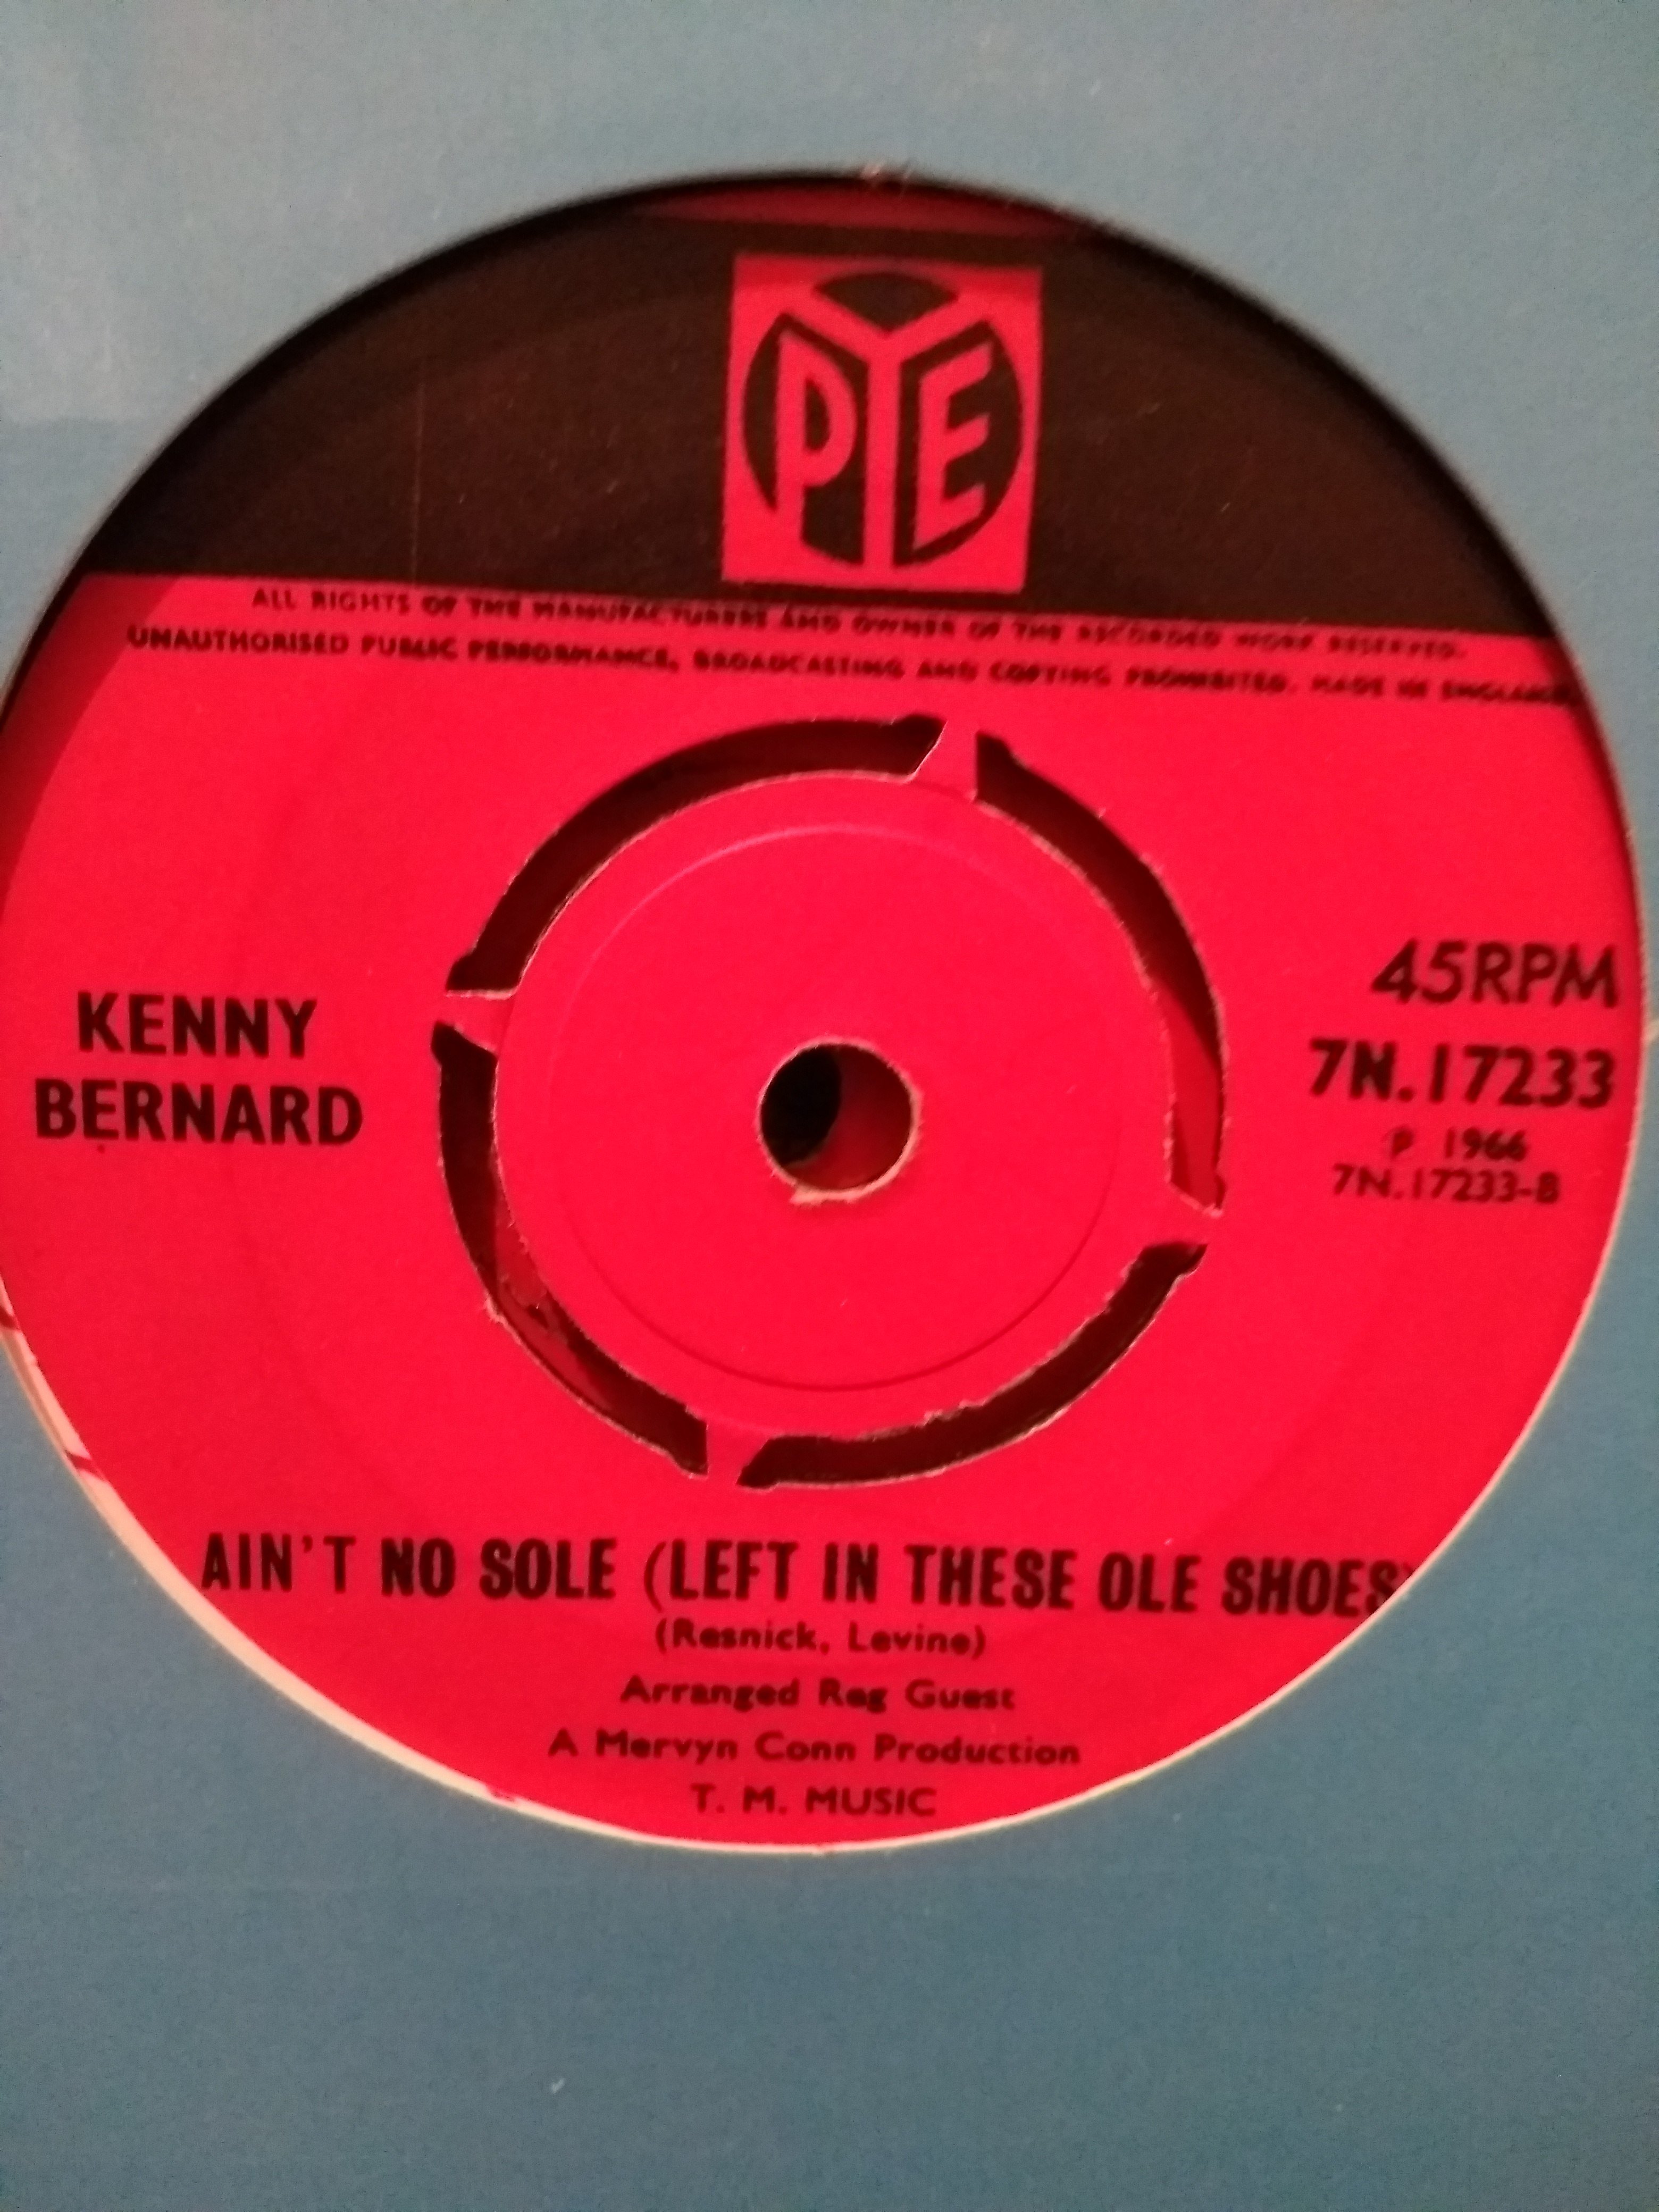 PYE
ALL RIGHTS OF THE MANUFACTURERS AND OWNER OF THE RECORDED WORK RESERVED.
UNAUTHORISED PUBLIC PERFORMANCE, BROADCASTING AND COPYING PROHIBITED. MADE IN ENGLAND
KENNY
BERNARD
45RPM
7N.17233
P 1966
7N.17233-B
AIN'T NO SOLE (LEFT IN THESE OLE SHOES)
(Resnick, Levine)
Arranged Reg Guest
A Mervyn Conn Production
T. M. MUSIC